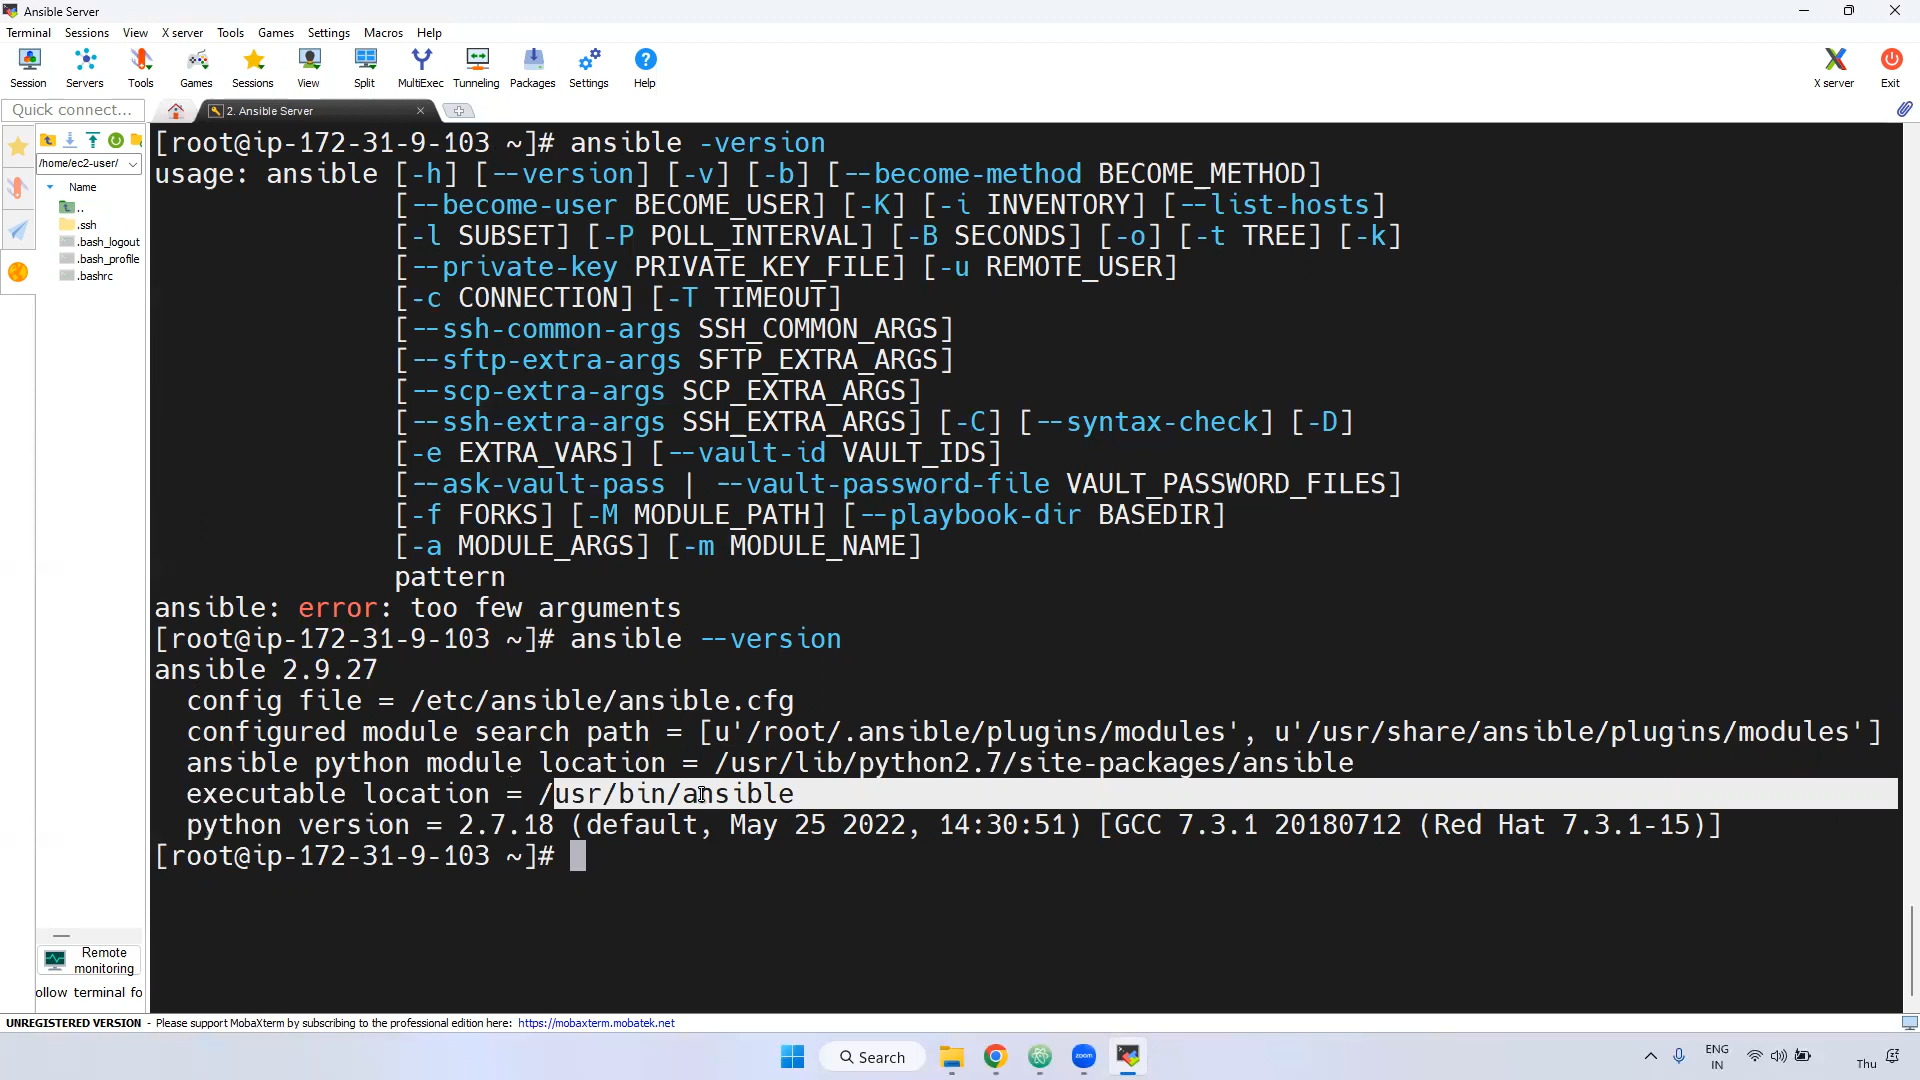 Ansible Server
Terminal Sessions View X server Tools Games Settings Macros Help
Session Servers Tools Games Sessions View Split MultiExec Tunneling Packages Settings Help X server Exit
Quick connect...
2. Ansible Server
/home/ec2-user/
Name
..
.ssh
.bash_logout
.bash_profile
.bashrc
[root@ip-172-31-9-103 ~]# ansible -version
usage: ansible [-h] [--version] [-v] [-b] [--become-method BECOME_METHOD]
[--become-user BECOME_USER] [-K] [-i INVENTORY] [--list-hosts]
[-l SUBSET] [-P POLL_INTERVAL] [-B SECONDS] [-o] [-t TREE] [-k]
[--private-key PRIVATE_KEY_FILE] [-u REMOTE_USER]
[-c CONNECTION] [-T TIMEOUT]
[--ssh-common-args SSH_COMMON_ARGS]
[--sftp-extra-args SFTP_EXTRA_ARGS]
[--scp-extra-args SCP_EXTRA_ARGS]
[--ssh-extra-args SSH_EXTRA_ARGS] [-C] [--syntax-check] [-D]
[-e EXTRA_VARS] [--vault-id VAULT_IDS]
[--ask-vault-pass | --vault-password-file VAULT_PASSWORD_FILES]
[-f FORKS] [-M MODULE_PATH] [--playbook-dir BASEDIR]
[-a MODULE_ARGS] [-m MODULE_NAME]
pattern
ansible: error: too few arguments
[root@ip-172-31-9-103 ~]# ansible --version
ansible 2.9.27
config file = /etc/ansible/ansible.cfg
configured module search path = [u'/root/.ansible/plugins/modules', u'/usr/share/ansible/plugins/modules']
ansible python module location = /usr/lib/python2.7/site-packages/ansible
executable location = /usr/bin/ansible
python version = 2.7.18 (default, May 25 2022, 14:30:51) [GCC 7.3.1 20180712 (Red Hat 7.3.1-15)]
[root@ip-172-31-9-103 ~]#
Remote
monitoring
ollow terminal fo
UNREGISTERED VERSION - Please support MobaXterm by subscribing to the professional edition here: https://mobaxterm.mobatek.net
Search
zoom
ENG
IN
Thu